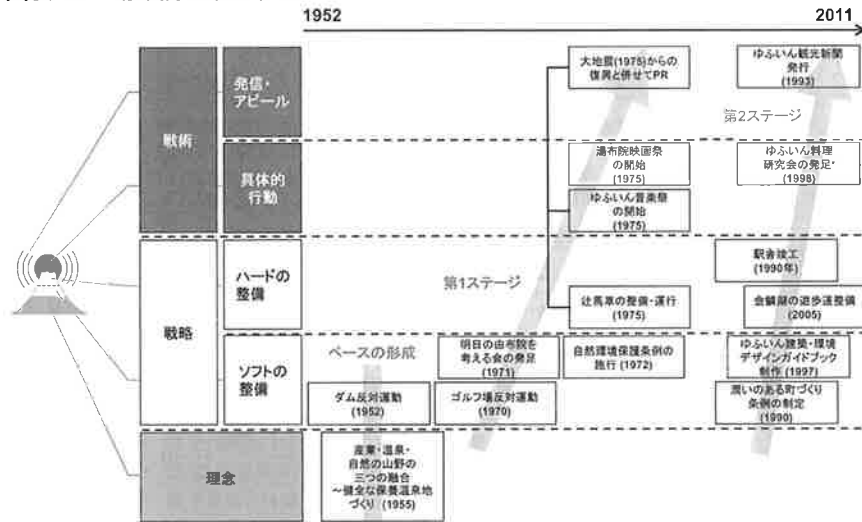 1952
2011
戦術
発信・
アピール
大地震(1975)からの
復興と併せてPR
ゆふいん観光新聞
発行
(1993)
第2ステージ
具体的
行動
湯布院映画祭
の開始
(1975)
ゆふいん料理
研究会の発足
(1998)
ゆふいん音楽祭
の開始
(1975)
戦略
ハードの
整備
第1ステージ
駅舎竣工
(1990年)
辻馬車の整備・運行
(1975)
金鱗湖の遊歩道整備
(2005)
ソフトの
整備
ベースの形成
明日の由布院を
考える会の発足
(1971)
自然環境保護条例の
施行 (1972)
ゆふいん建築・環境
デザインガイドブック
制作 (1997)
ダム反対運動
(1952)
ゴルフ場反対運動
(1970)
潤いのある町づくり
条例の制定
(1990)
理念
産業・温泉・
自然の山野の
三つの融合
～健全な保養温泉地
づくり (1955)